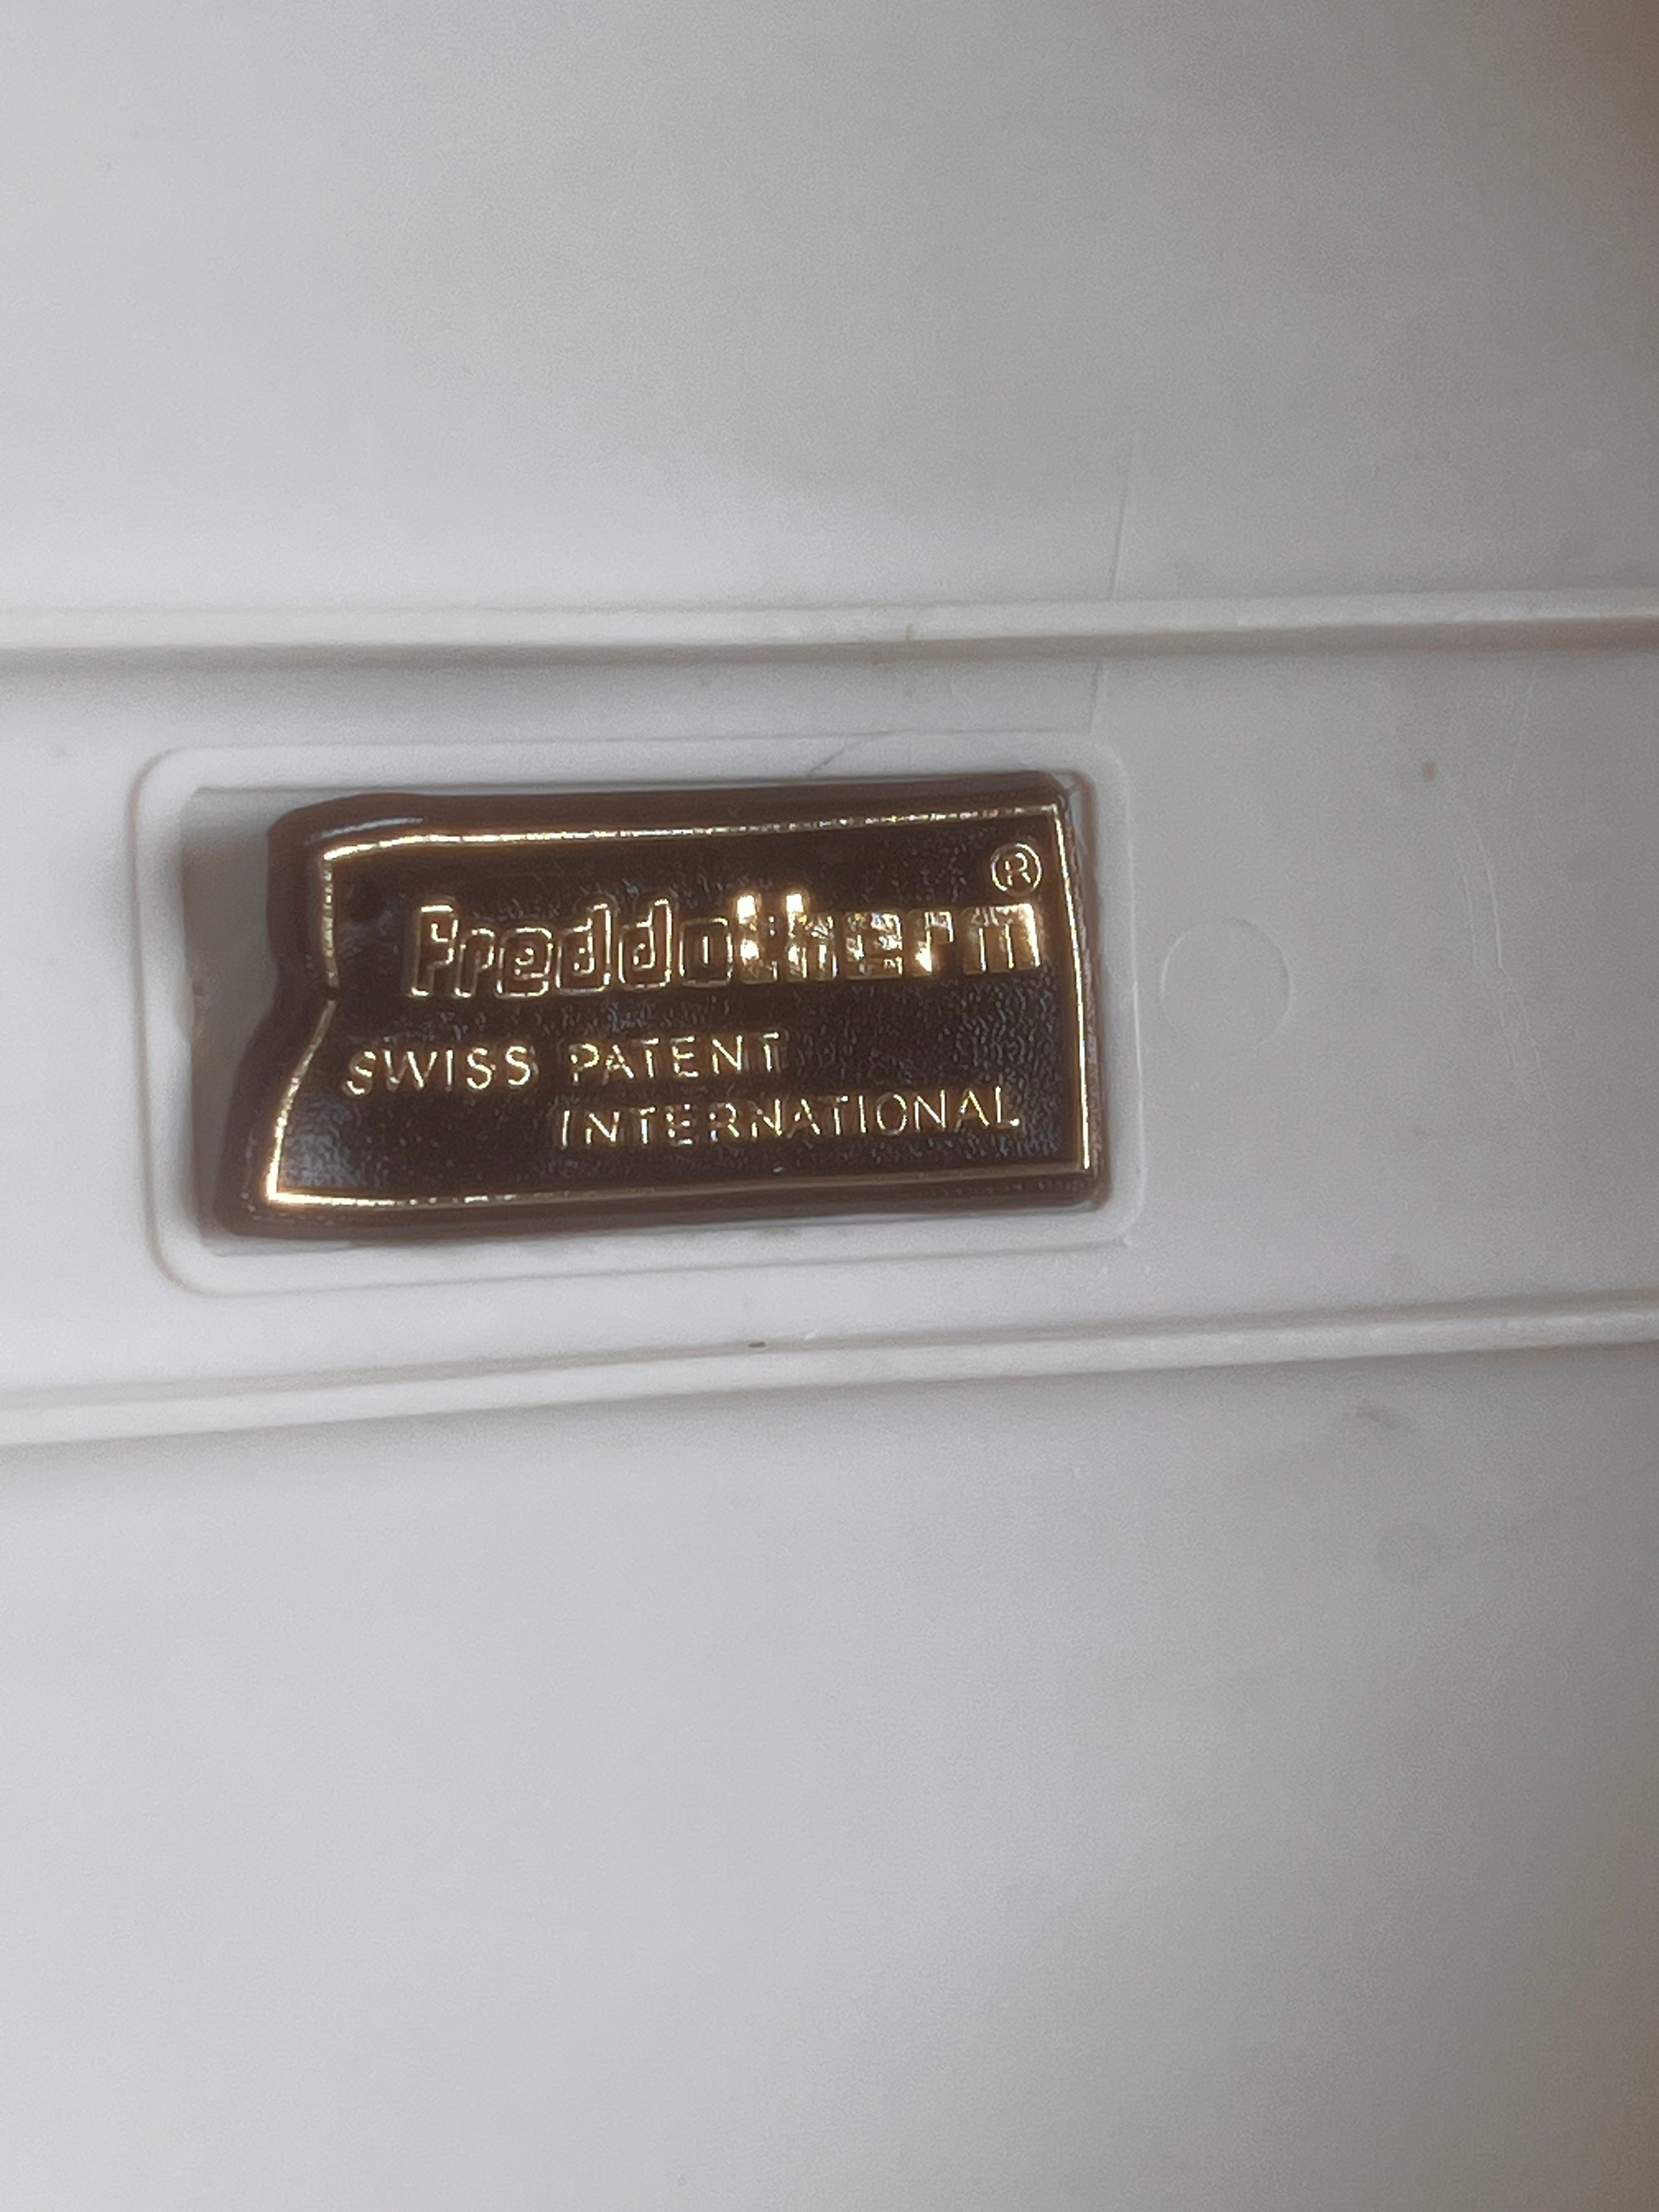 Freddotherm®
SWISS PATENT
INTERNATIONAL